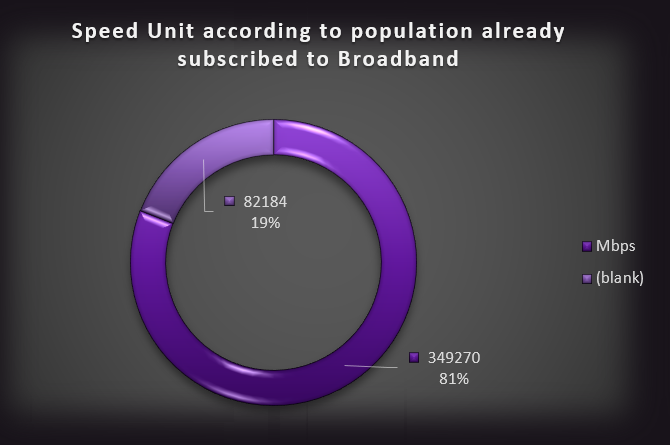 Speed Unit according to population already
subscribed to Broadband
82184
19%
Mbps
(blank)
349270
81%